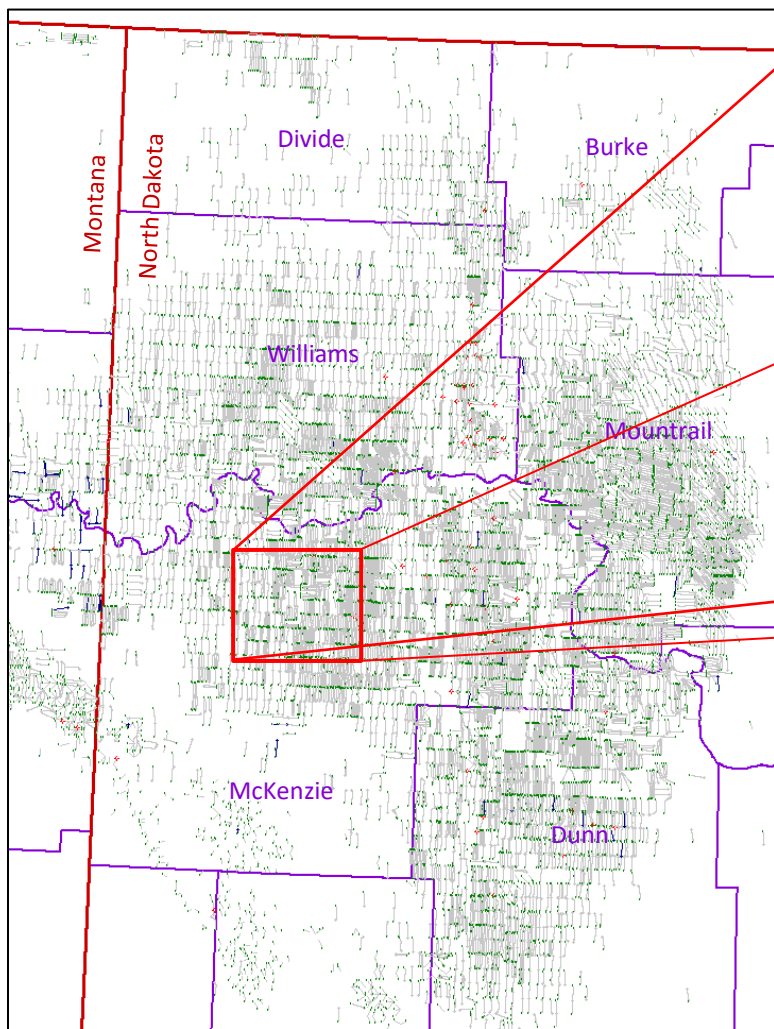 Divide
Burke
Montana
North Dakota
Williams
Mountrail
McKenzie
Dunn